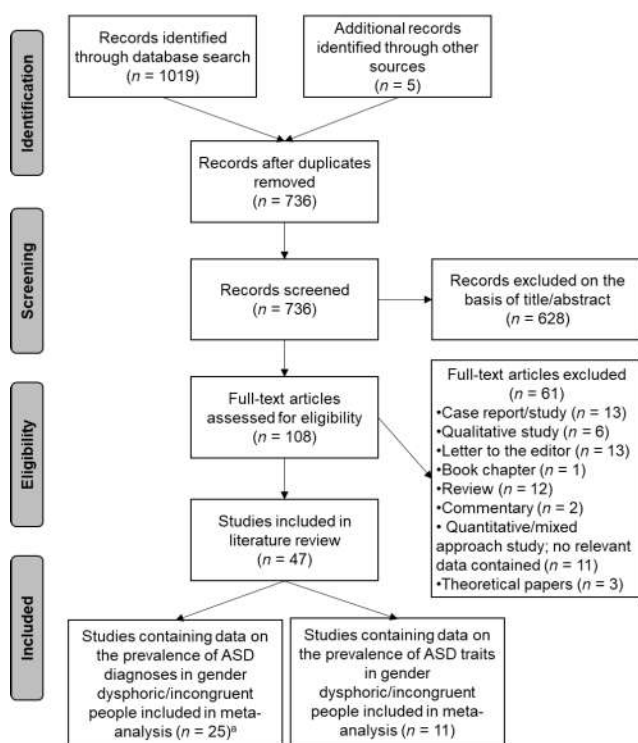 Identification
Records identified
through database search
(n = 1019)
Additional records
identified through other
sources
(n = 5)
Records after duplicates
removed
(n = 736)
Screening
Records screened
(n = 736)
Records excluded on the
basis of title/abstract
(n = 628)
Eligibility
Full-text articles
assessed for eligibility
(n = 108)
Full-text articles excluded
(n = 61)
•Case report/study (n = 13)
•Qualitative study (n = 6)
•Letter to the editor (n = 13)
•Book chapter (n = 1)
•Review (n = 12)
•Commentary (n = 2)
• Quantitative/mixed
approach study; no relevant
data contained (n = 11)
•Theoretical papers (n = 3)
Studies included in
literature review
(n = 47)
Included
Studies containing data on
the prevalence of ASD
diagnoses in gender
dysphoric/incongruent
people included in meta-
analysis (n = 25)ᵃ
Studies containing data on
the prevalence of ASD traits
in gender
dysphoric/incongruent
people included in meta-
analysis (n = 11)